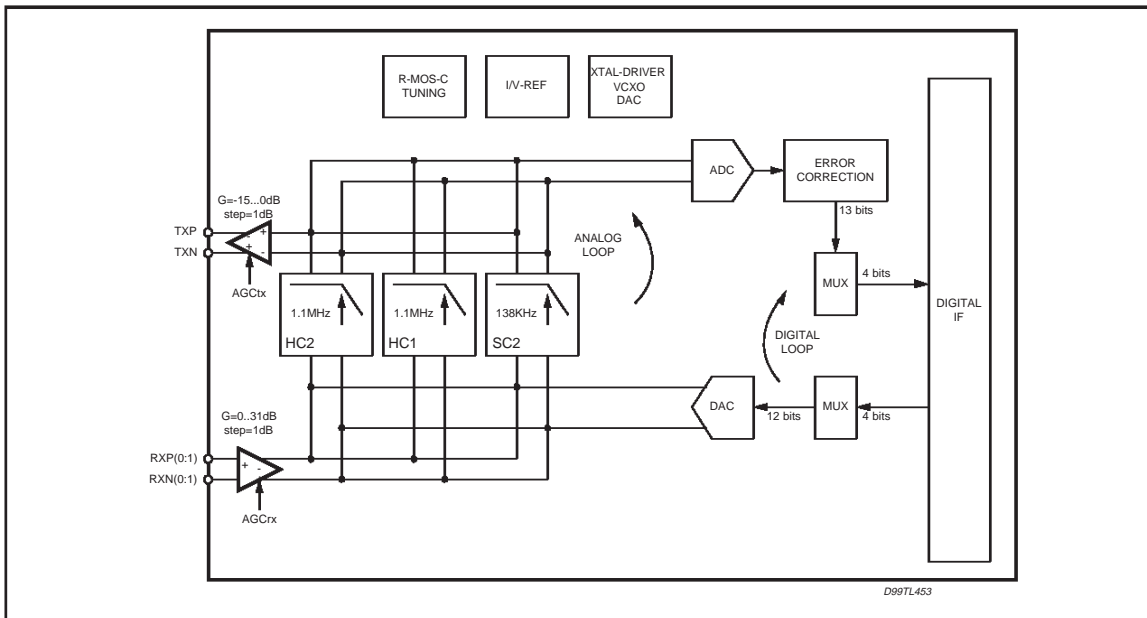 R-MOS-C
TUNING
I/V-REF
XTAL-DRIVER
VCXO
DAC
ADC
ERROR
CORRECTION
13 bits
G=-15...0dB
step=1dB
TXP
TXN
- +
+ -
AGCtx
ANALOG
LOOP
MUX
4 bits
DIGITAL
IF
1.1MHz
HC2
1.1MHz
HC1
138KHz
SC2
DIGITAL
LOOP
DAC
12 bits
MUX
4 bits
G=0..31dB
step=1dB
RXP(0:1)
RXN(0:1)
+ -
AGCrx
D99TL453